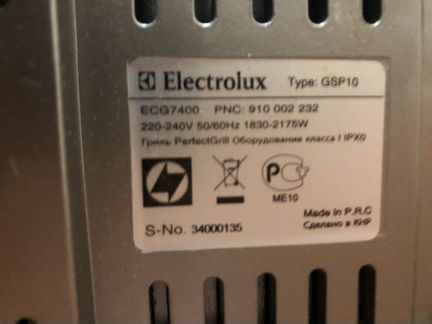 Electrolux Type: GSP10
ECG7400 PNC: 910 002 232
220-240V 50/60Hz 1830-2175W
Гриль PerfectGrill Оборудование класса I IPX0
РС
ME10
Made in P.R.C
Сделано в КНР
S-No. 34000135